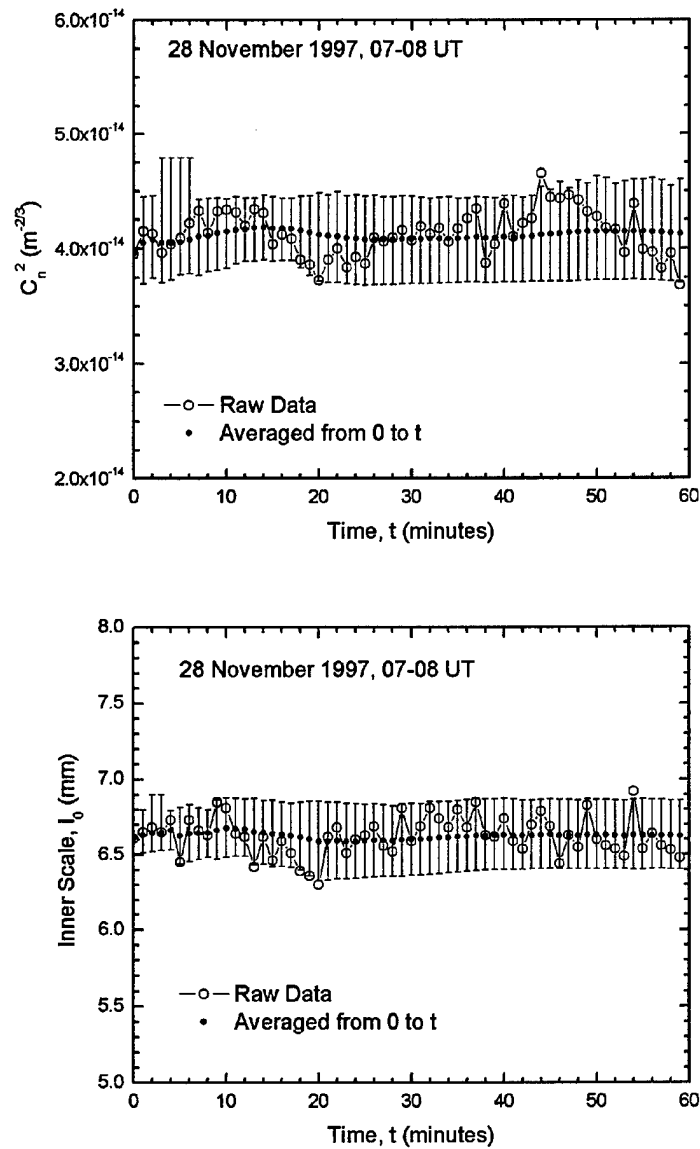 6.0x10⁻¹⁴
28 November 1997, 07-08 UT
5.0x10⁻¹⁴
4.0x10⁻¹⁴
3.0x10⁻¹⁴
2.0x10⁻¹⁴
Cₙ² (m⁻²/³)
Raw Data
Averaged from 0 to t
0 10 20 30 40 50 60
Time, t (minutes)
8.0
28 November 1997, 07-08 UT
7.5
7.0
6.5
6.0
5.5
5.0
Inner Scale, l₀ (mm)
Raw Data
Averaged from 0 to t
0 10 20 30 40 50 60
Time, t (minutes)